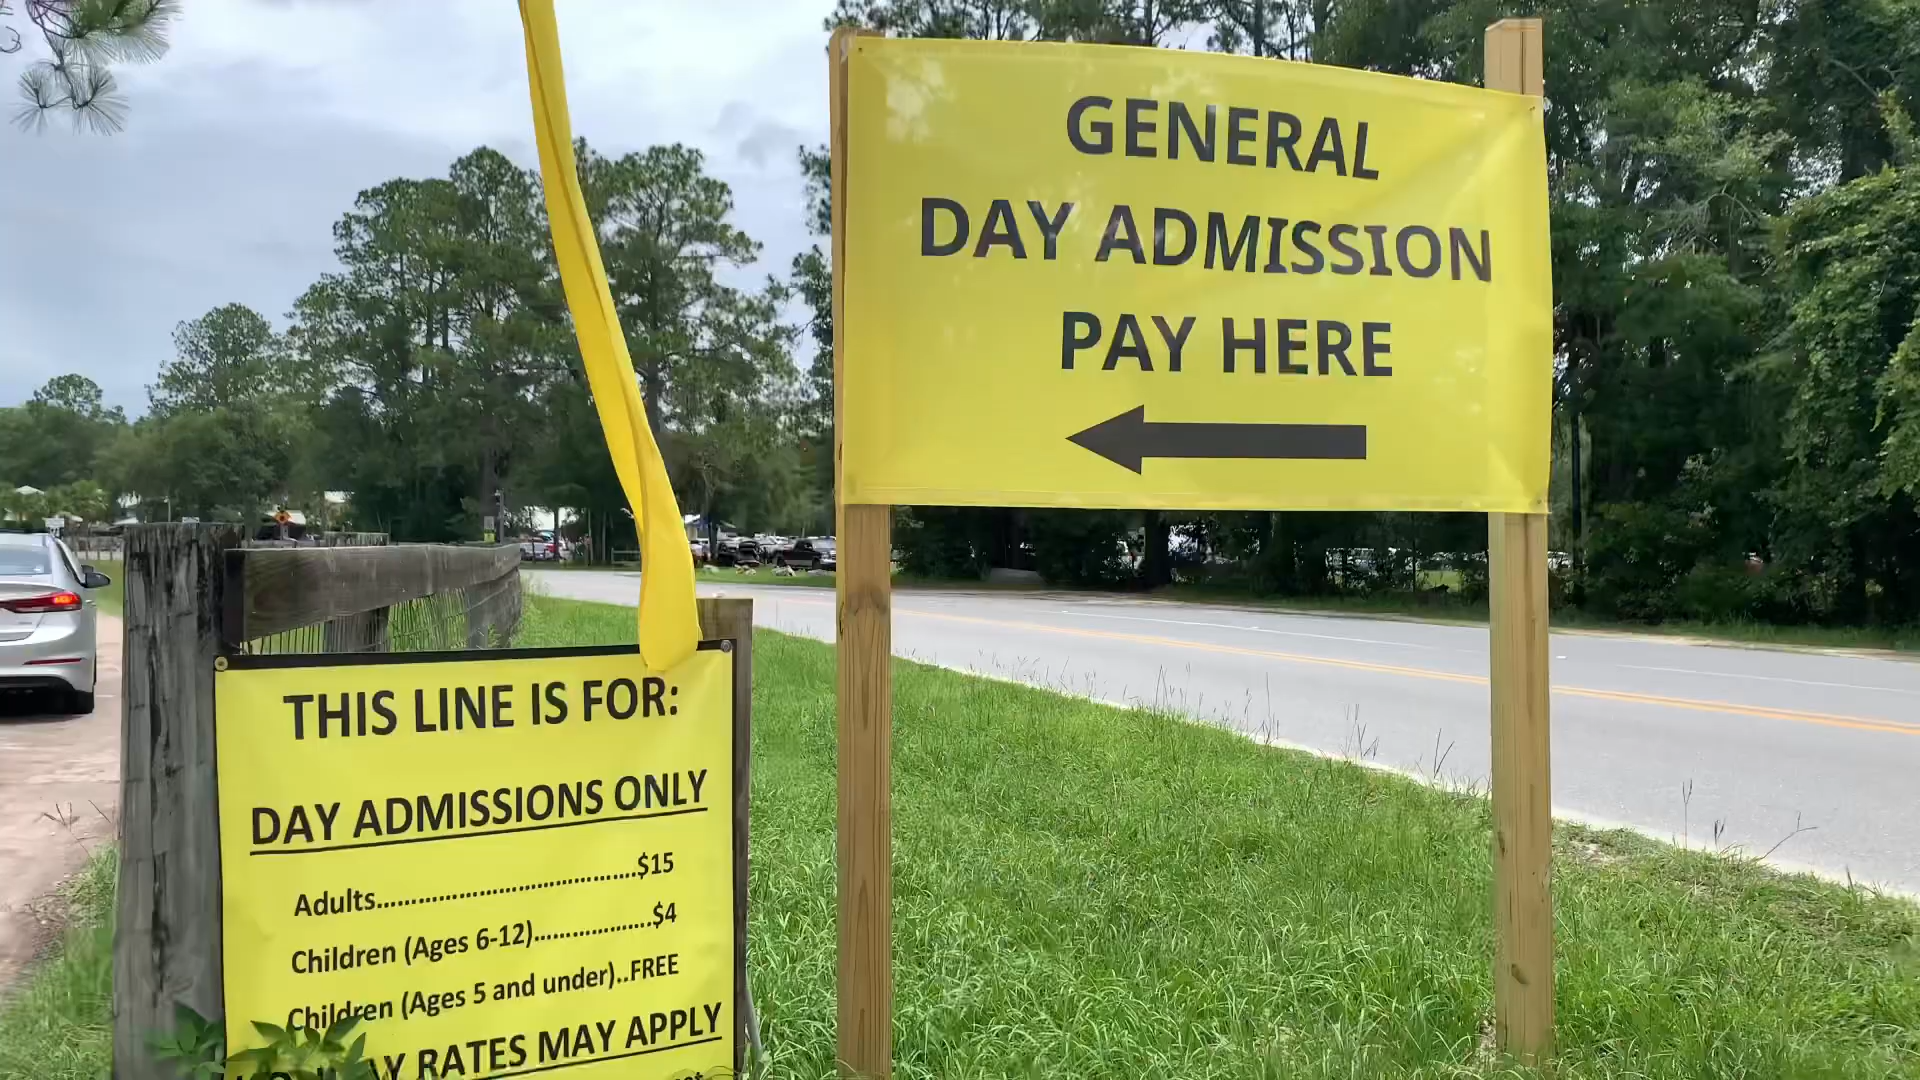 GENERAL
DAY ADMISSION
PAY HERE
THIS LINE IS FOR:
DAY ADMISSIONS ONLY
Adults....................................$15
Children (Ages 6-12)..................$4
Children (Ages 5 and under)..FREE
RATES MAY APPLY